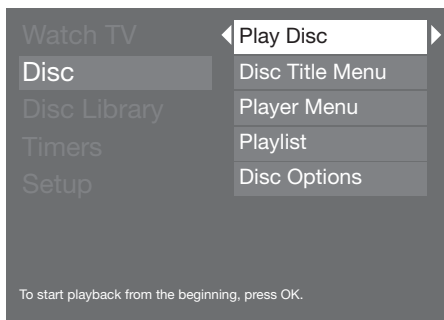 Watch TV
Disc
Disc Library
Timers
Setup
Play Disc
Disc Title Menu
Player Menu
Playlist
Disc Options
To start playback from the beginning, press OK.